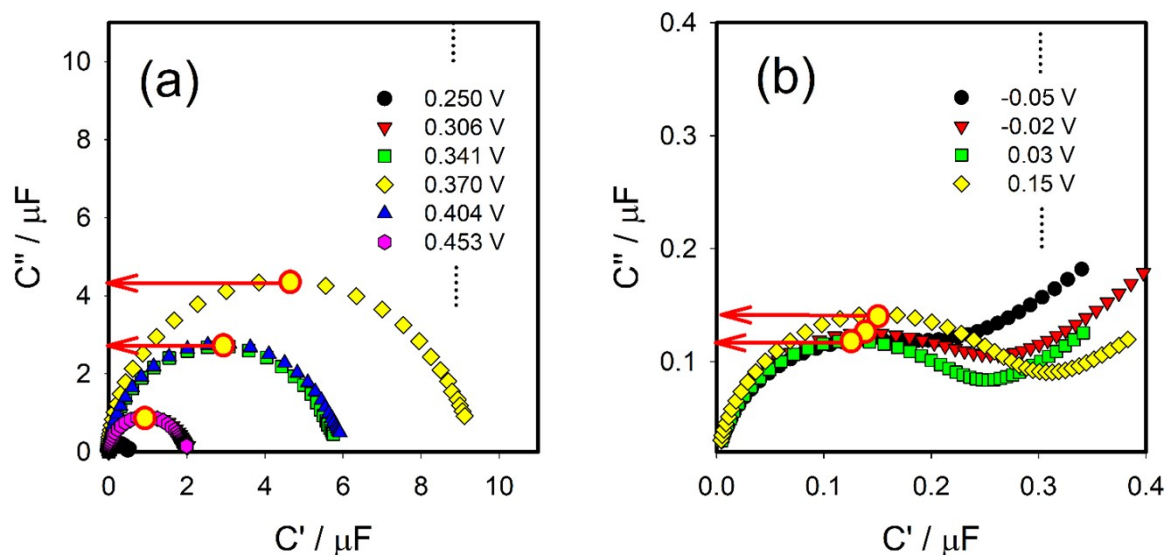 (a)
0.250 V
0.306 V
0.341 V
0.370 V
0.404 V
0.453 V
C" / μF
10
8
6
4
2
0
0 2 4 6 8 10
C' / μF
(b)
-0.05 V
-0.02 V
0.03 V
0.15 V
C" / μF
0.4
0.3
0.2
0.1
0.0 0.1 0.2 0.3 0.4
C' / μF